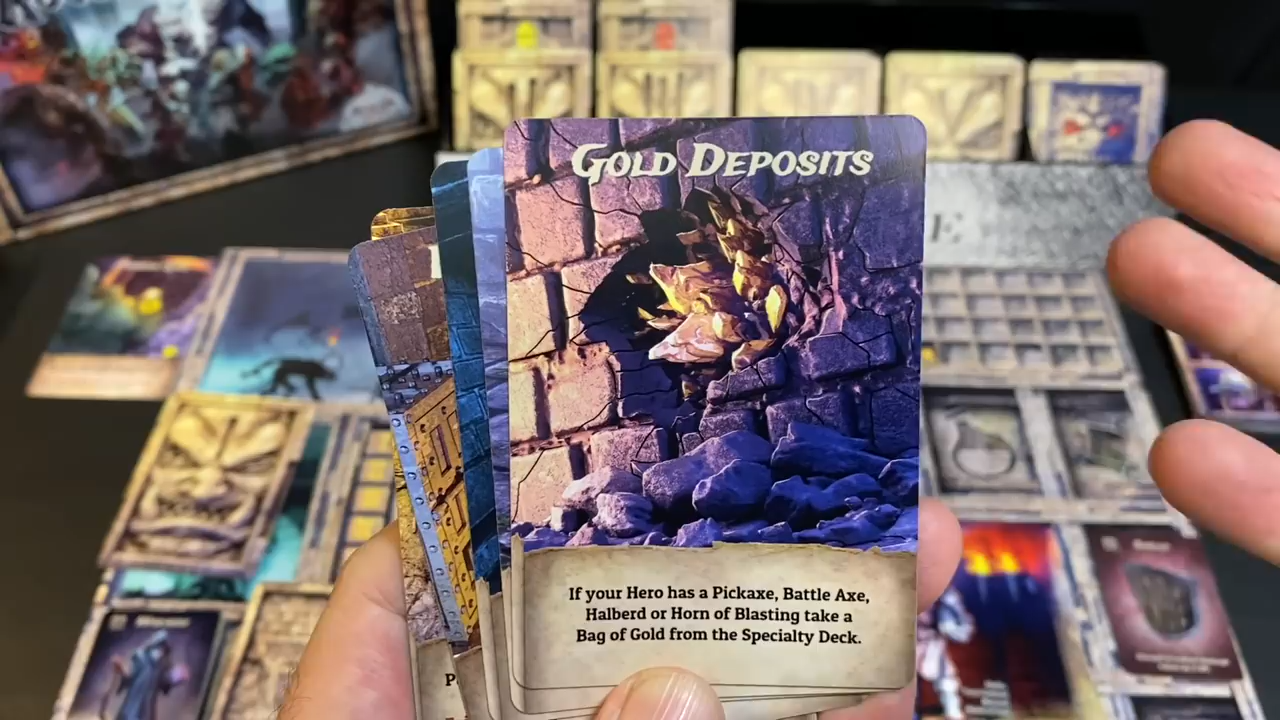 GOLD DEPOSITS
If your Hero has a Pickaxe, Battle Axe,
Halberd or Horn of Blasting take a
Bag of Gold from the Specialty Deck.
P
E